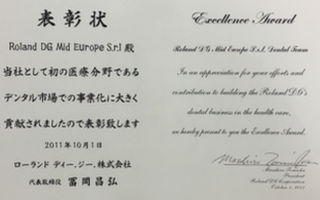 表彰状
Roland DG Mid Europe S.r.l 殿
当社として初の医療分野である
デンタル市場での事業化に大きく
貢献されましたので表彰致します
2011年10月1日
ローランド ディー.ジー.株式会社
代表取締役 冨岡昌弘
Excellence Award
Roland DG Mid Europe S.r.l. Dental Team
In an appreciation for your efforts and
contribution to building the Roland DG's
dental business in the health care,
we hereby present to you the Excellence Award.
Masahiro Tomioka
President
Roland DG Corporation
October 1, 2011